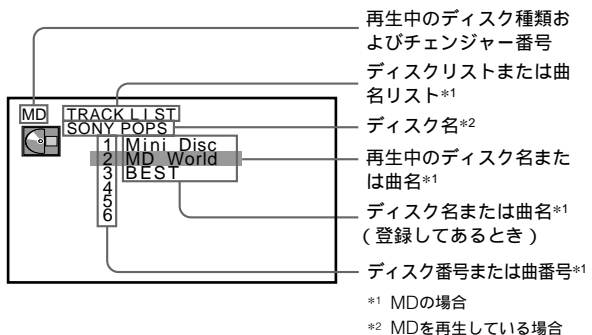 再生中のディスク種類お
よびチェンジャー番号
ディスクリストまたは曲
名リスト*1
ディスク名*2
再生中のディスク名また
は曲名*1
ディスク名または曲名*1
(登録してあるとき)
ディスク番号または曲番号*1
*1 MDの場合
*2 MDを再生している場合
MD TRACK LIST
SONY POPS
1 Mini Disc
2 MD World
3 BEST
4
5
6